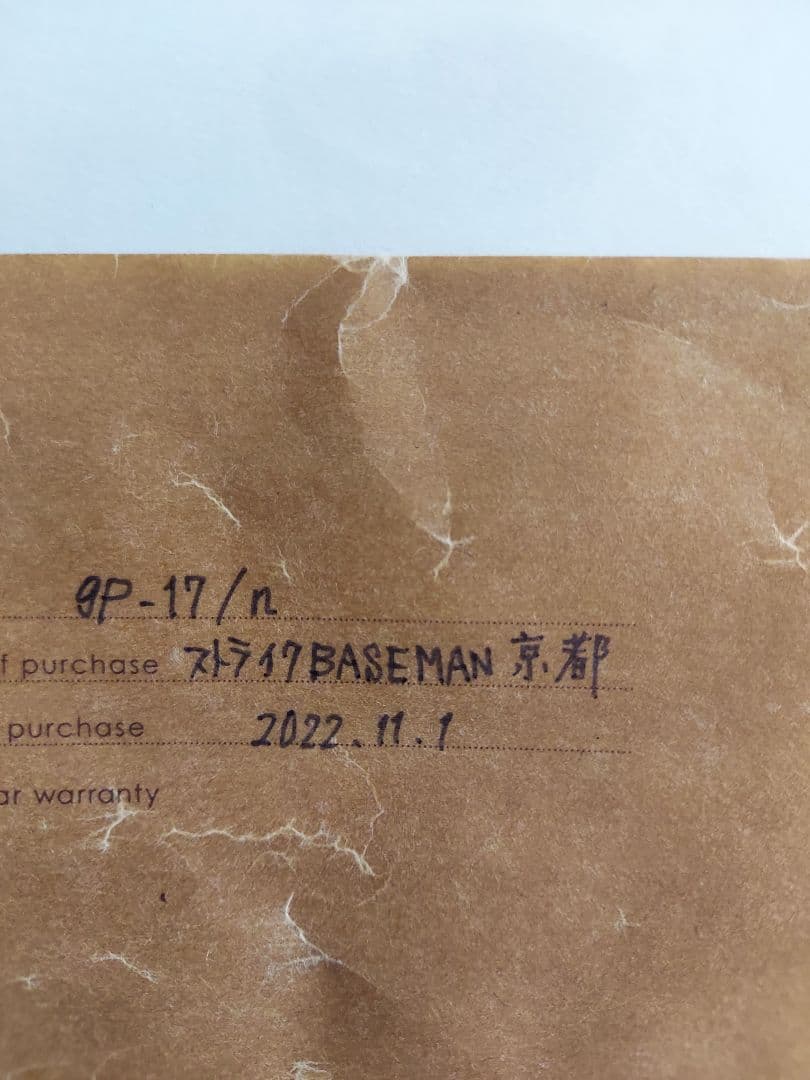 gP-17/n
f purchase ストライクBASEMAN 京都
purchase 2022.11.1
ar warranty